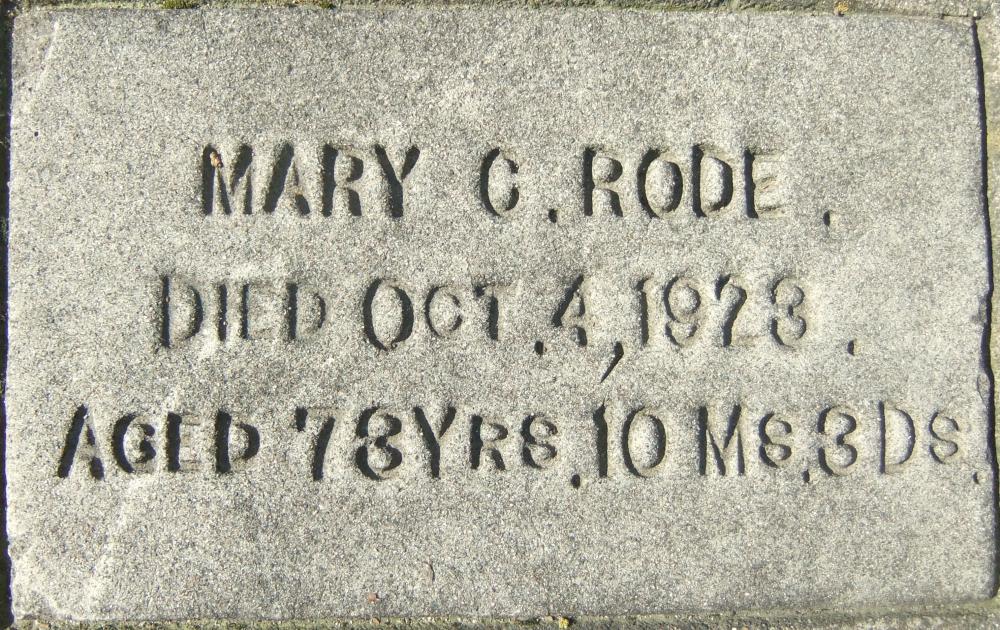 MARY C. RODE.
DIED OCT. 4, 1923.
AGED 73 YRS. 10 MS. 3 DS.